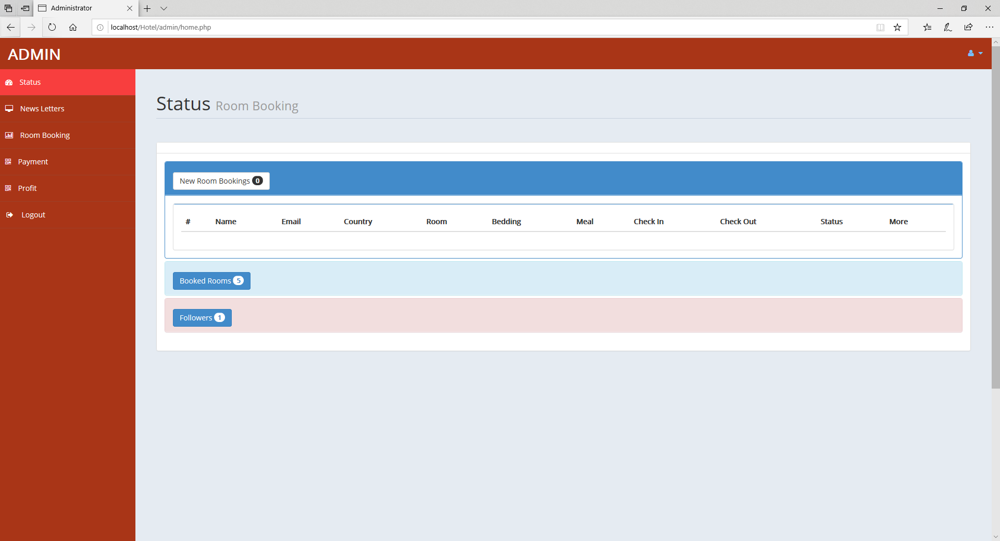 Administrator
localhost/Hotel/admin/home.php
ADMIN
Status
News Letters
Room Booking
Payment
Profit
Logout
Status Room Booking
New Room Bookings 0
# Name Email Country Room Bedding Meal Check In Check Out Status More
Booked Rooms 5
Followers 1